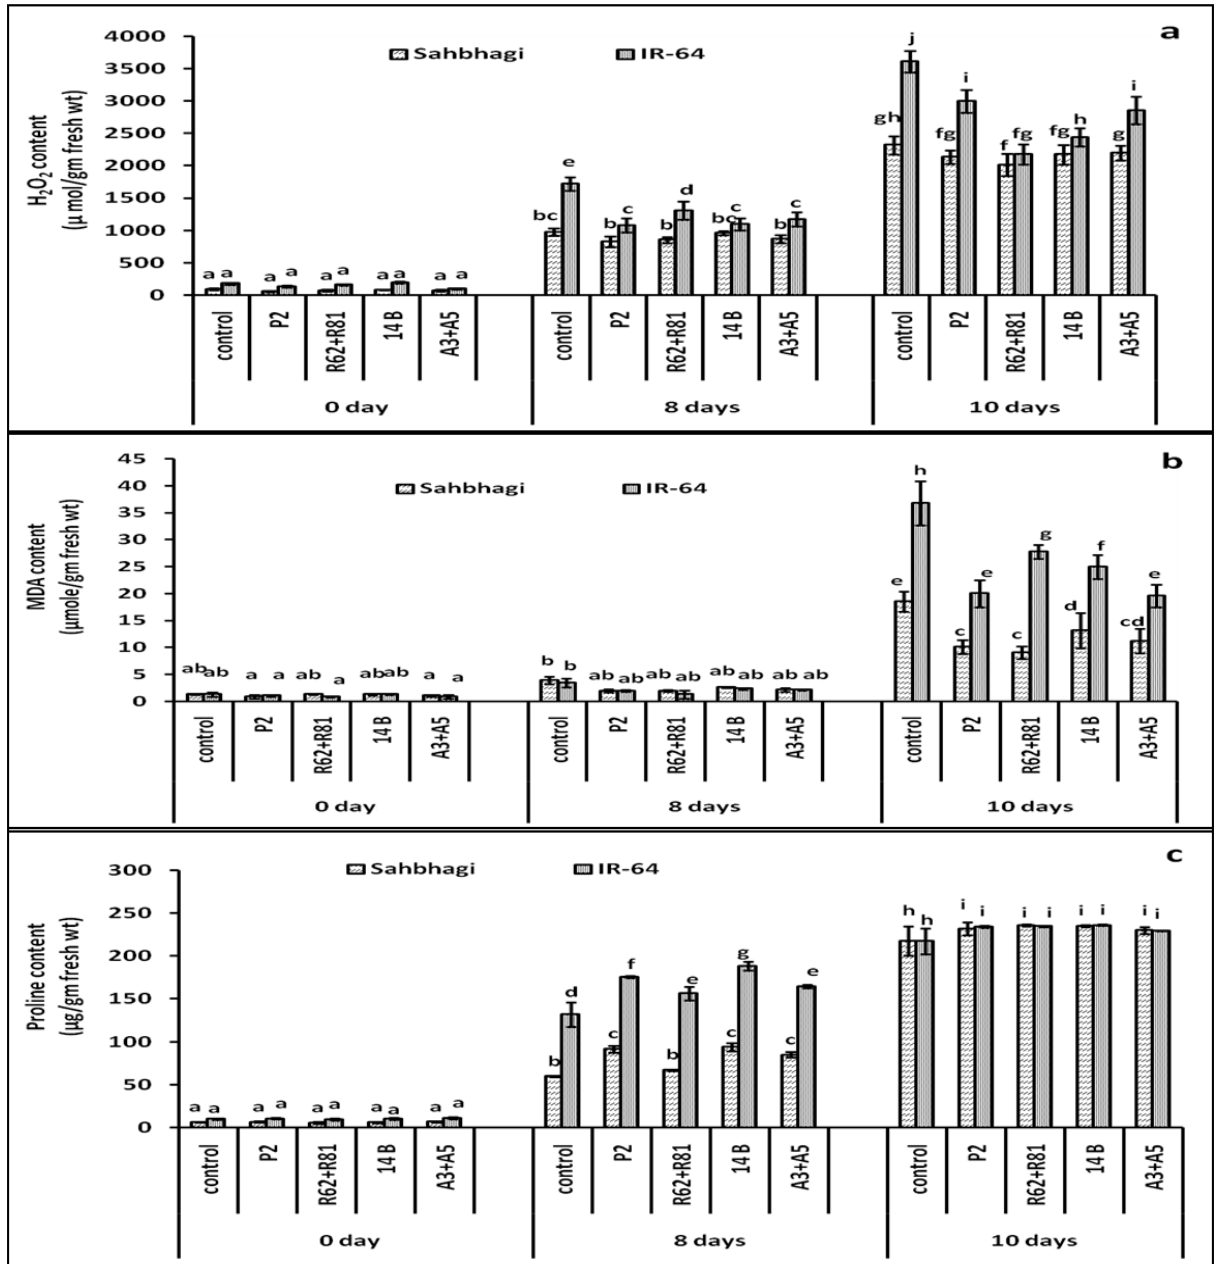 a
Sahbhagi IR-64
H₂O₂ content
(μ mol/gm fresh wt)
4000
3500
3000
2500
2000
1500
1000
500
0
a a a a a a a a a a
bc e b c b d bc c b c
gh j fg i f fg fg h g i
control P2 R62+R81 14 B A3+A5 control P2 R62+R81 14 B A3+A5 control P2 R62+R81 14 B A3+A5
0 day 8 days 10 days
b
Sahbhagi IR-64
MDA content
(μmole/gm fresh wt)
45
40
35
30
25
20
15
10
5
0
ab ab a a ab a ab ab a a
b b ab ab ab ab ab ab ab ab
e h c e c g d f cd e
control P2 R62+R81 14 B A3+A5 control P2 R62+R81 14 B A3+A5 control P2 R62+R81 14 B A3+A5
0 day 8 days 10 days
c
Sahbhagi IR-64
Proline content
(μg/gm fresh wt)
300
250
200
150
100
50
0
a a a a a a a a a a
b d c f b e c g c e
h h i i i i i i i i
control P2 R62+R81 14 B A3+A5 control P2 R62+R81 14 B A3+A5 control P2 R62+R81 14 B A3+A5
0 day 8 days 10 days